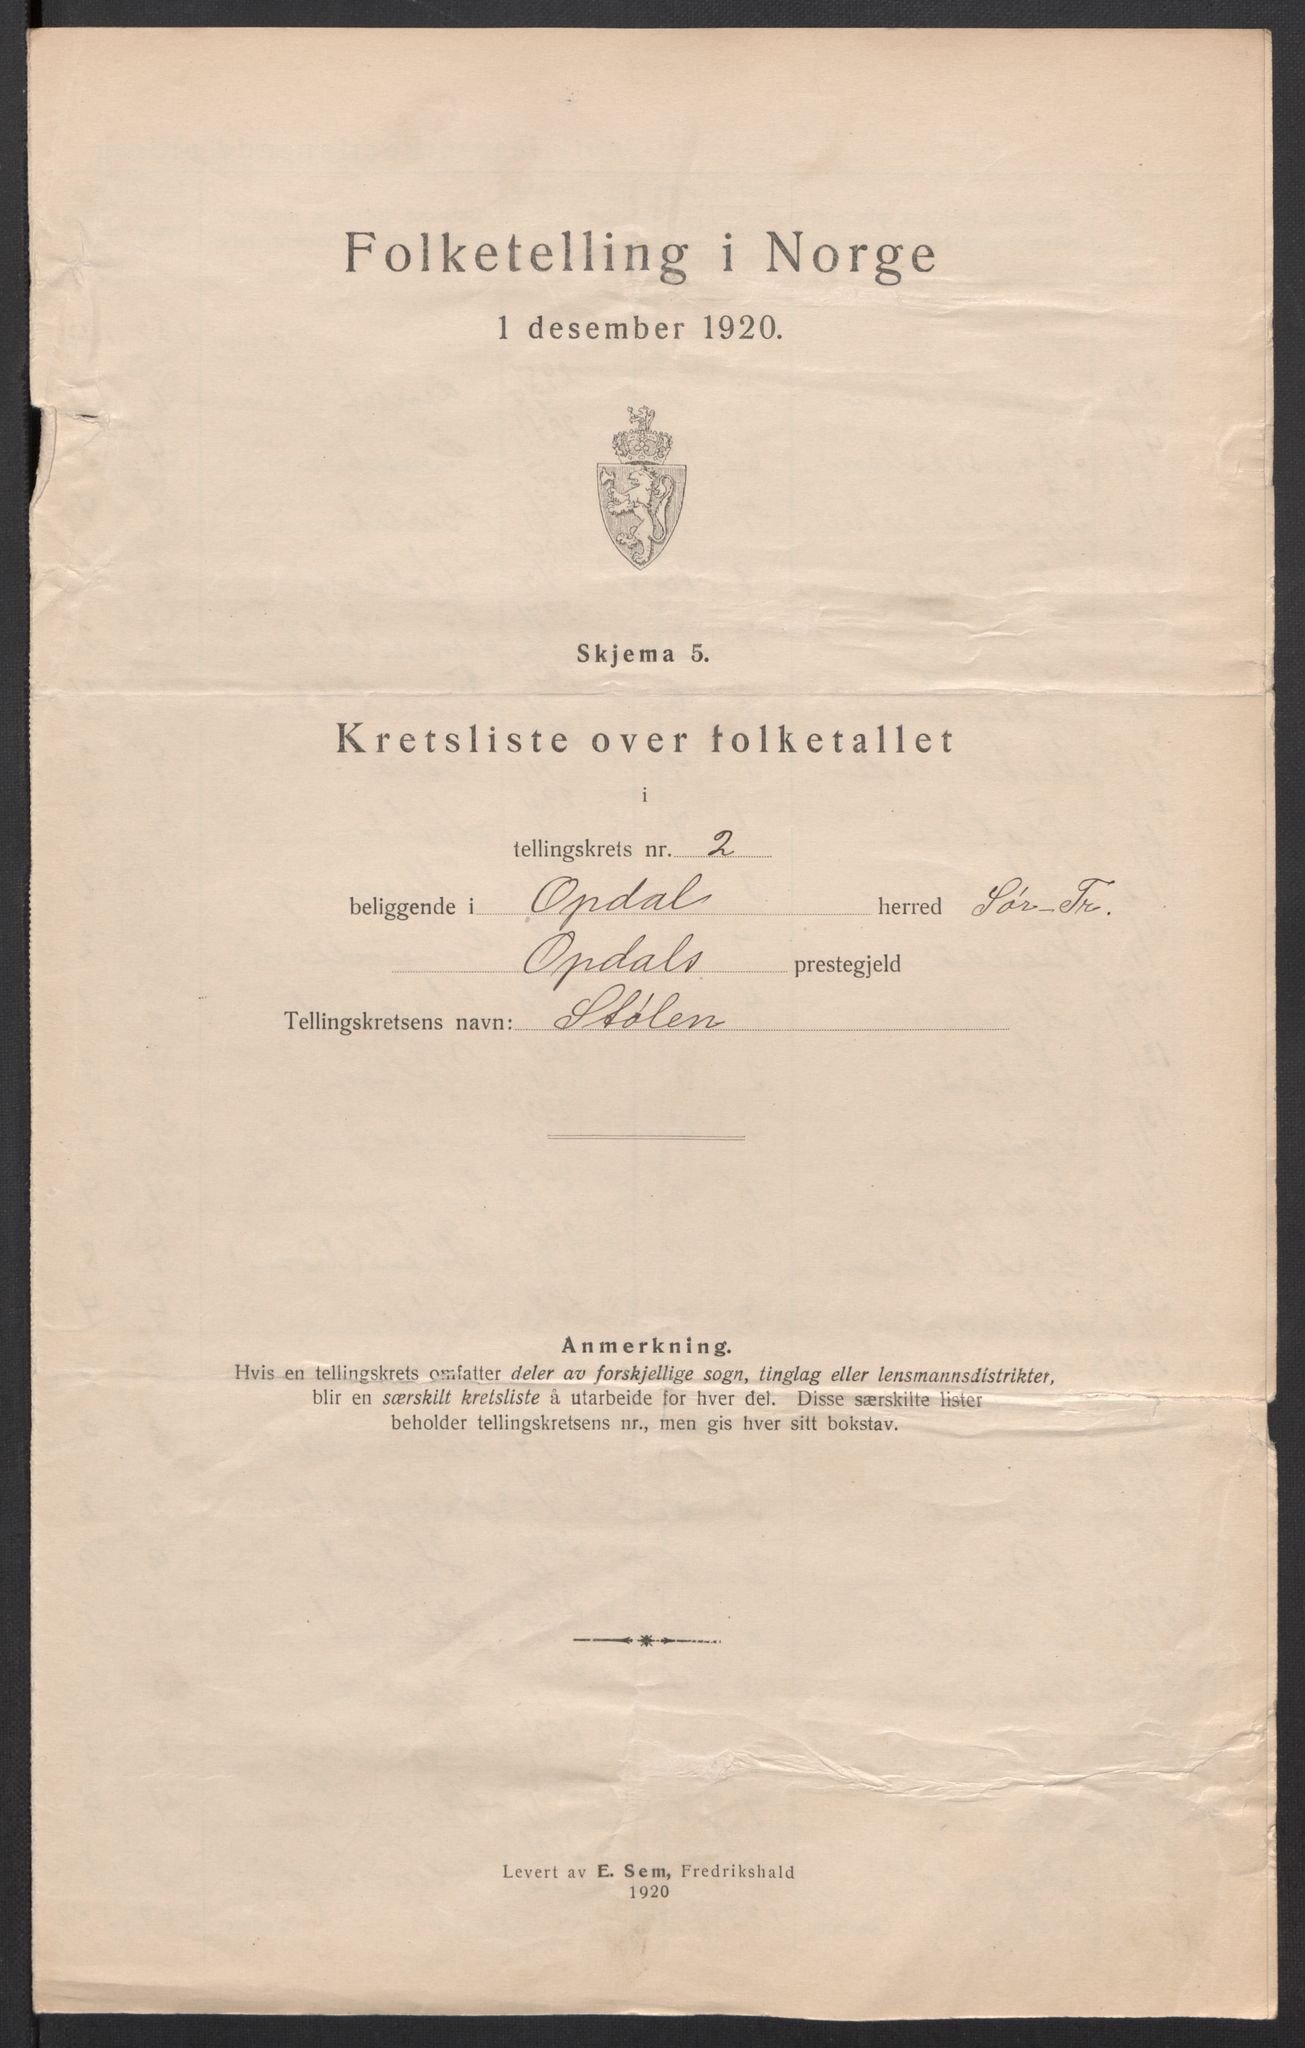 Folketelling i Norge
1 desember 1920.
Skjema 5.
Kretsliste over folketallet
i
tellingskrets nr. 2
beliggende i Opdal herred Sør-Tr.
Opdals prestegjeld
Tellingskretsens navn: Stølen
Anmerkning.
Hvis en tellingskrets omfatter deler av forskjellige sogn, tinglag eller lensmannsdistrikter,
blir en særskilt kretsliste å utarbeide for hver del. Disse særskilte lister
beholder tellingskretsens nr., men gis hver sitt bokstav.
Levert av E. Sem, Fredrikshald
1920